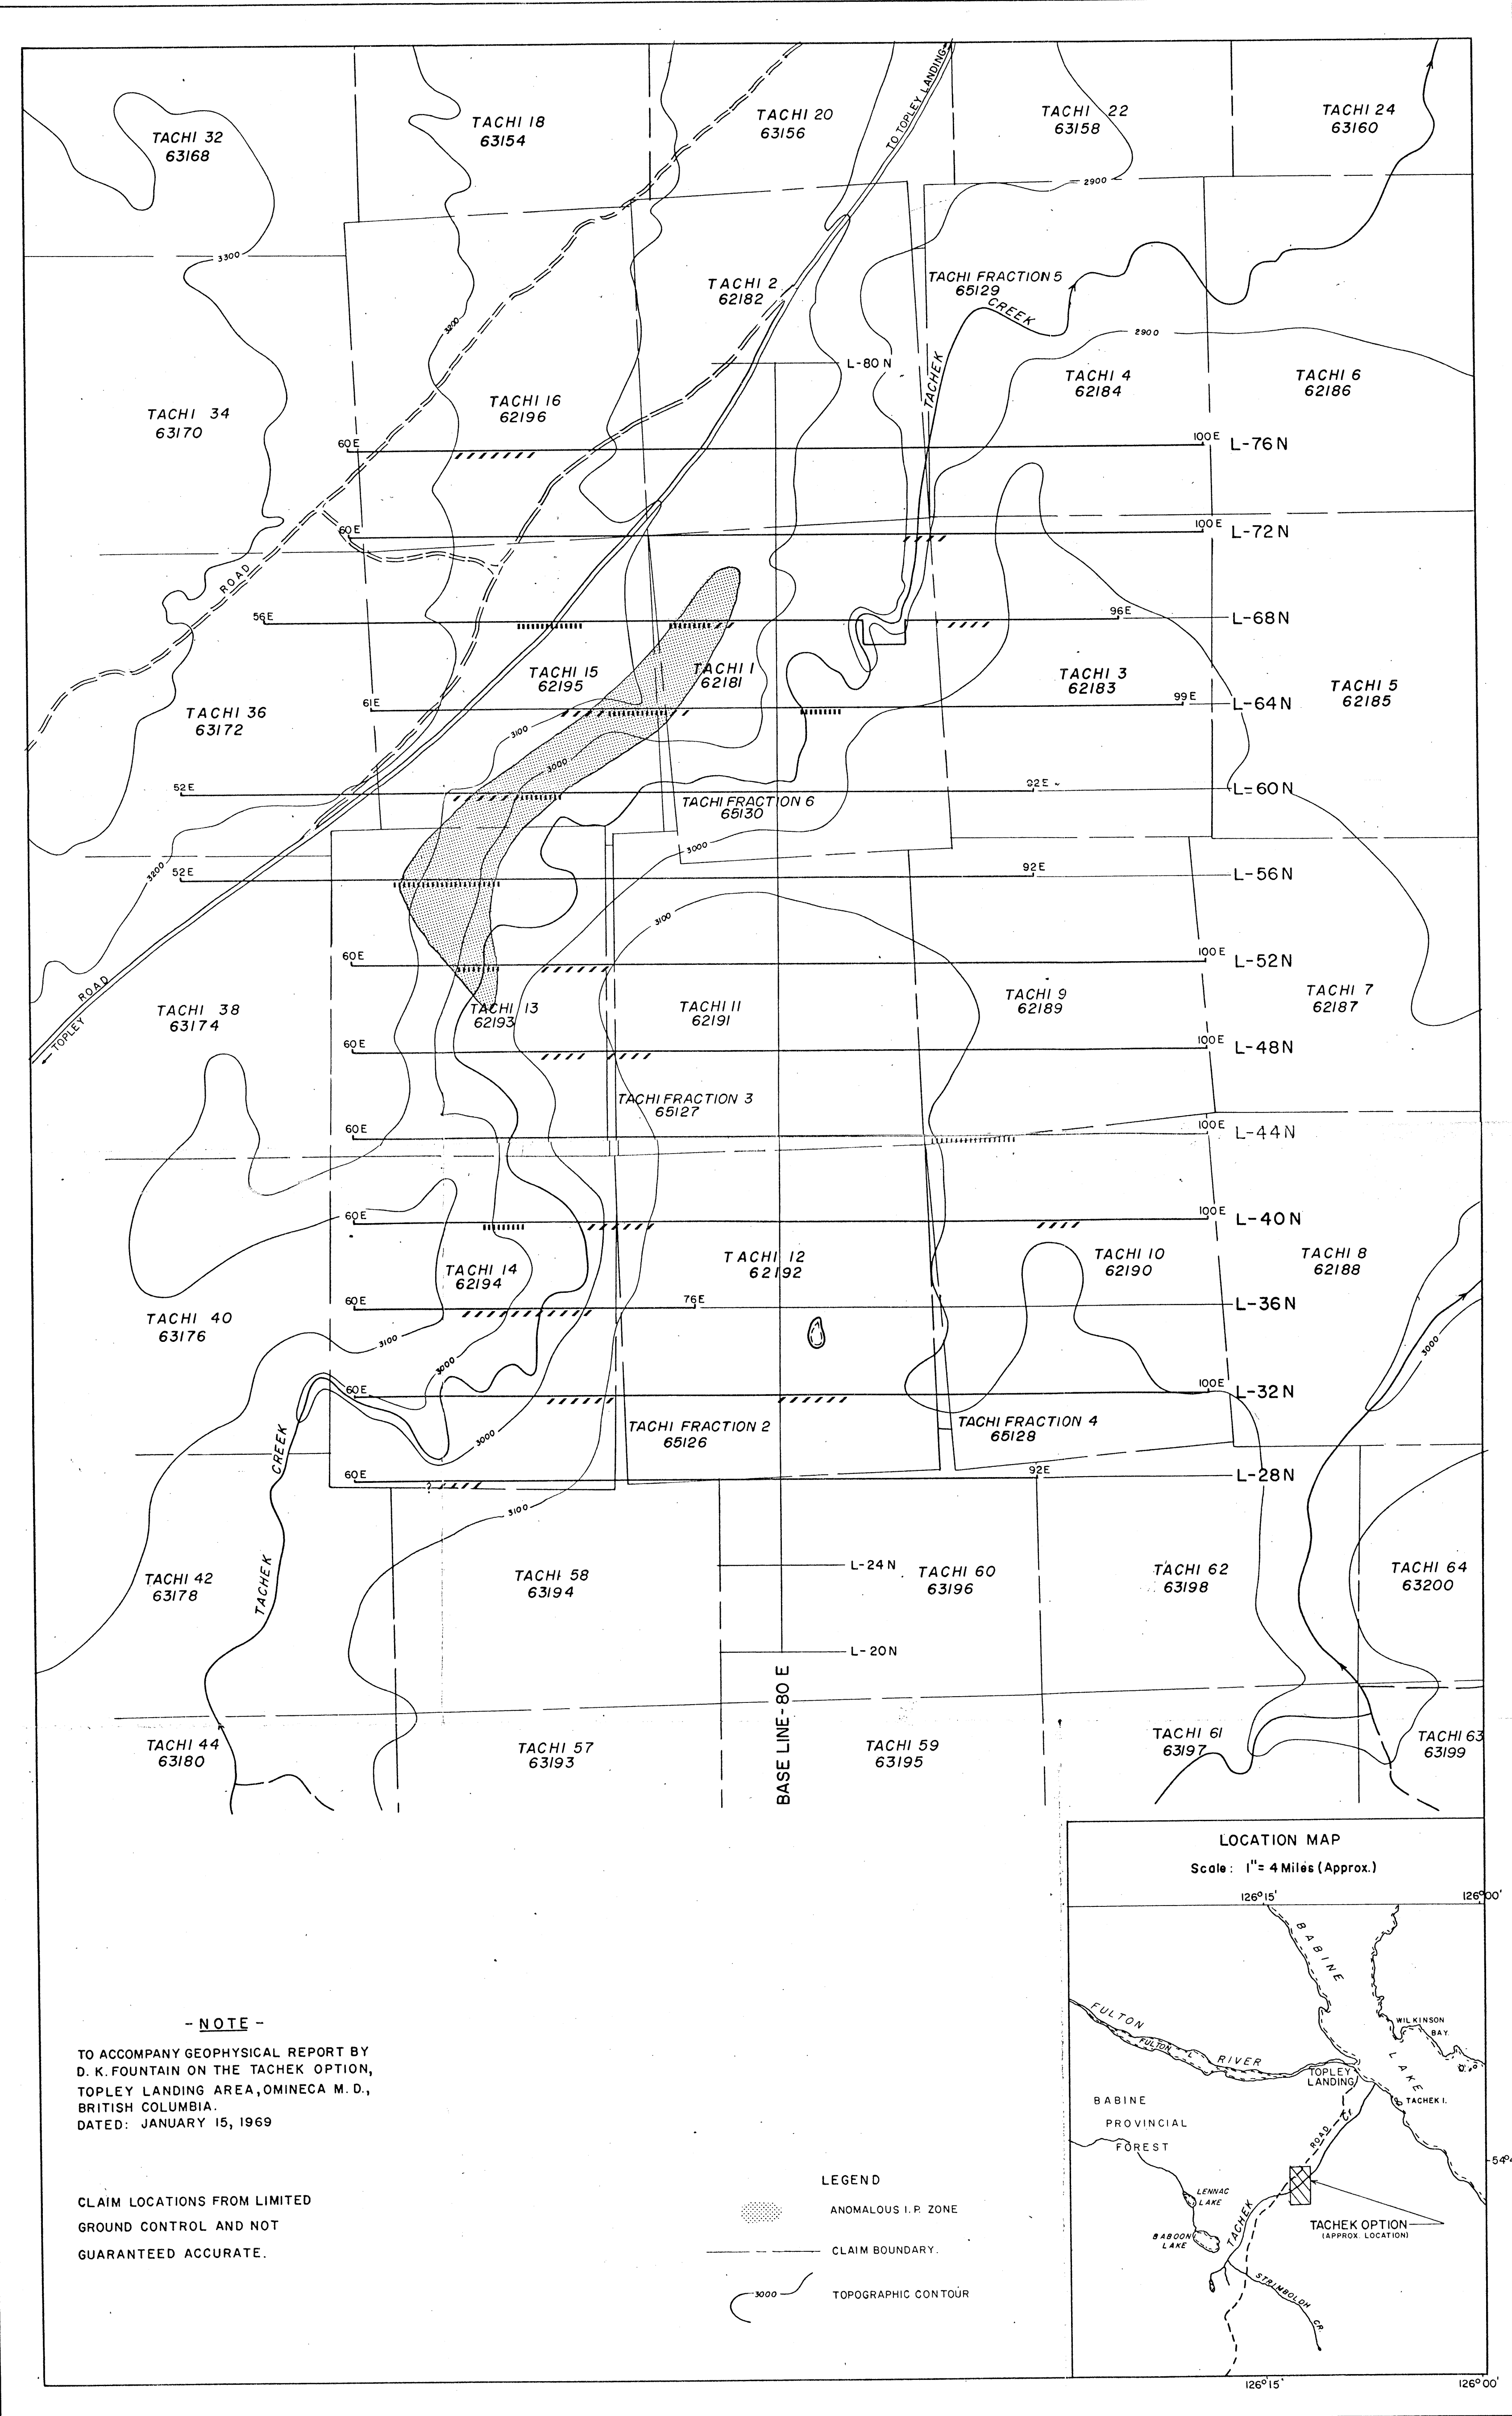 TACHI 32
63168
TACHI 18
63154
TACHI 20
63156
TO TOPLEY LANDING
TACHI 22
63158
TACHI 24
63160
2900
3300
TACHI 2
62182
TACHI FRACTION 5
65129
CREEK
3200
2900
L-80 N
TACHEK
TACHI 34
63170
TACHI 16
62196
TACHI 4
62184
TACHI 6
62186
60E
100E
L-76N
60E
100E
L-72N
ROAD
56E
96E
L-68N
TACHI 15
62195
TACHI 1
62181
TACHI 3
62183
TACHI 5
62185
TACHI 36
63172
61E
99E
L-64N
3100
3000
52E
92E
L-60N
TACHI FRACTION 6
65130
3000
3200
52E
92E
L-56N
3100
60E
100E
L-52N
ROAD
TOPLEY
TACHI 38
63174
TACHI 13
62193
TACHI 11
62191
TACHI 9
62189
TACHI 7
62187
60E
100E
L-48N
TACHI FRACTION 3
65127
60E
100E
L-44N
60E
100E
L-40N
TACHI 14
62194
TACHI 12
62192
TACHI 10
62190
TACHI 8
62188
60E
76E
L-36N
TACHI 40
63176
3100
3000
3000
60E
100E
L-32N
CREEK
3000
TACHI FRACTION 2
65126
TACHI FRACTION 4
65128
60E
92E
L-28N
?
3100
TACHEK
TACHI 42
63178
TACHI 58
63194
L-24N
TACHI 60
63196
TACHI 62
63198
TACHI 64
63200
L-20N
BASE LINE-80 E
TACHI 44
63180
TACHI 57
63193
TACHI 59
63195
TACHI 61
63197
TACHI 63
63199
LOCATION MAP
Scale: 1"= 4 Miles (Approx.)
126°15'
126°00'
BABINE
LAKE
FULTON
FULTON L
RIVER
WILKINSON
BAY
TOPLEY
LANDING
TACHEK I.
BABINE
PROVINCIAL
FOREST
ROAD
Cr.
LENNAC
LAKE
BABOON
LAKE
TACHEK
TACHEK OPTION
(APPROX. LOCATION)
STRIMBOLDH
CR.
126°15'
126°00'
- NOTE -
TO ACCOMPANY GEOPHYSICAL REPORT BY
D. K. FOUNTAIN ON THE TACHEK OPTION,
TOPLEY LANDING AREA, OMINECA M. D.,
BRITISH COLUMBIA.
DATED: JANUARY 15, 1969
CLAIM LOCATIONS FROM LIMITED
GROUND CONTROL AND NOT
GUARANTEED ACCURATE.
LEGEND
ANOMALOUS I.P. ZONE
CLAIM BOUNDARY.
3000
TOPOGRAPHIC CONTOUR